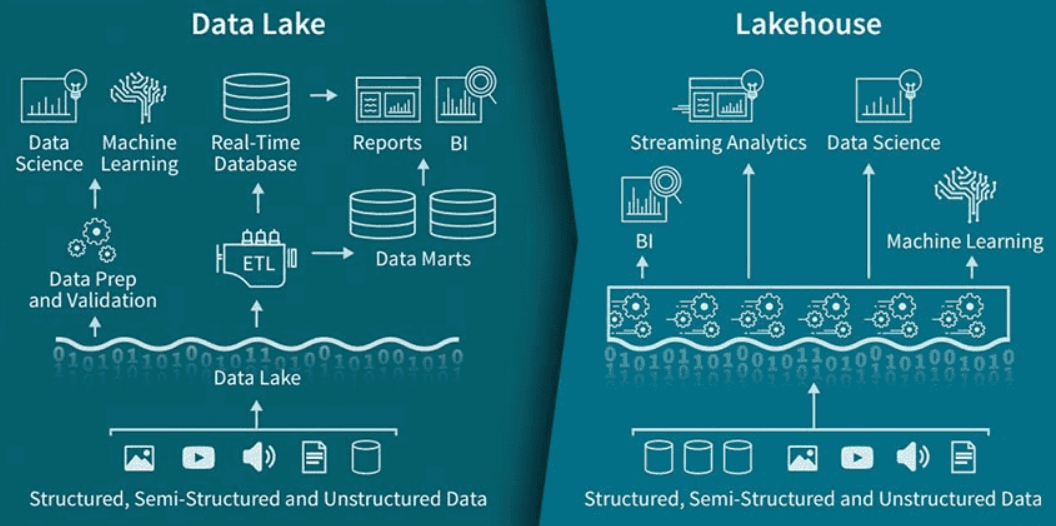 Data Lake
Data
Science
Machine
Learning
Real-Time
Database
Reports
BI
Data Prep
and Validation
ETL
Data Marts
Data Lake
Structured, Semi-Structured and Unstructured Data
Lakehouse
Streaming Analytics
Data Science
BI
Machine Learning
Structured, Semi-Structured and Unstructured Data